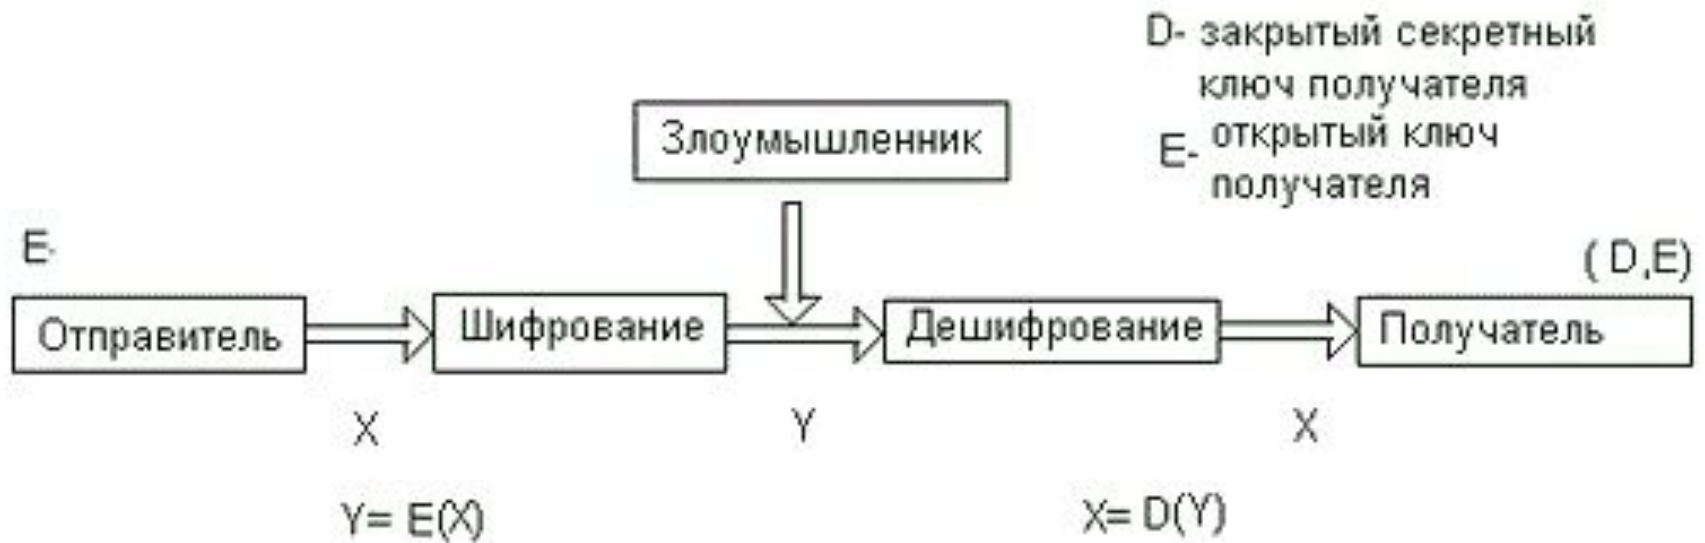 D- закрытый секретный
ключ получателя
E- открытый ключ
получателя
Злоумышленник
E-
( D,E)
Отправитель
Шифрование
Дешифрование
Получатель
X
Y
X
Y= E(X)
X= D(Y)